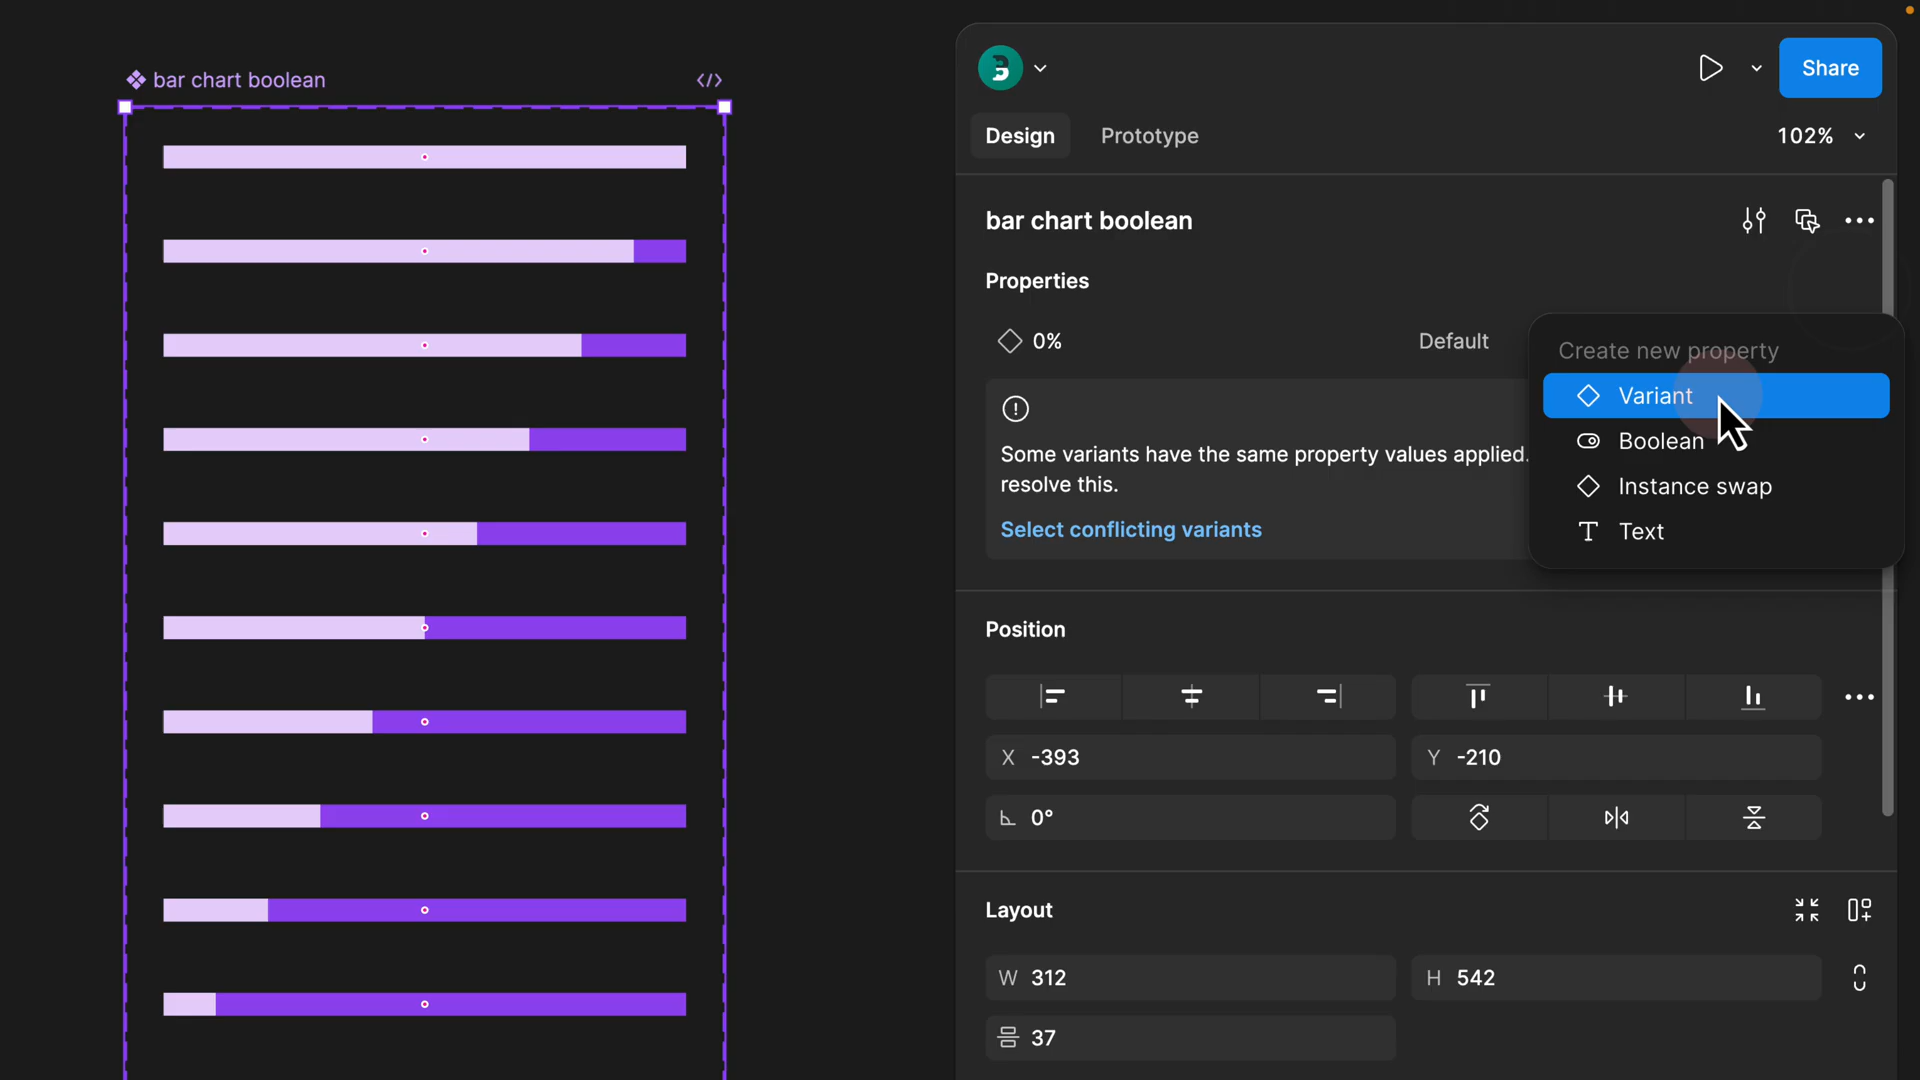 bar chart boolean
Share
Design
Prototype
102%
bar chart boolean
Properties
0%
Default
Create new property
Variant
Boolean
Instance swap
Text
Some variants have the same property values applied.
resolve this.
Select conflicting variants
Position
X -393
Y -210
0°
Layout
W 312
H 542
37